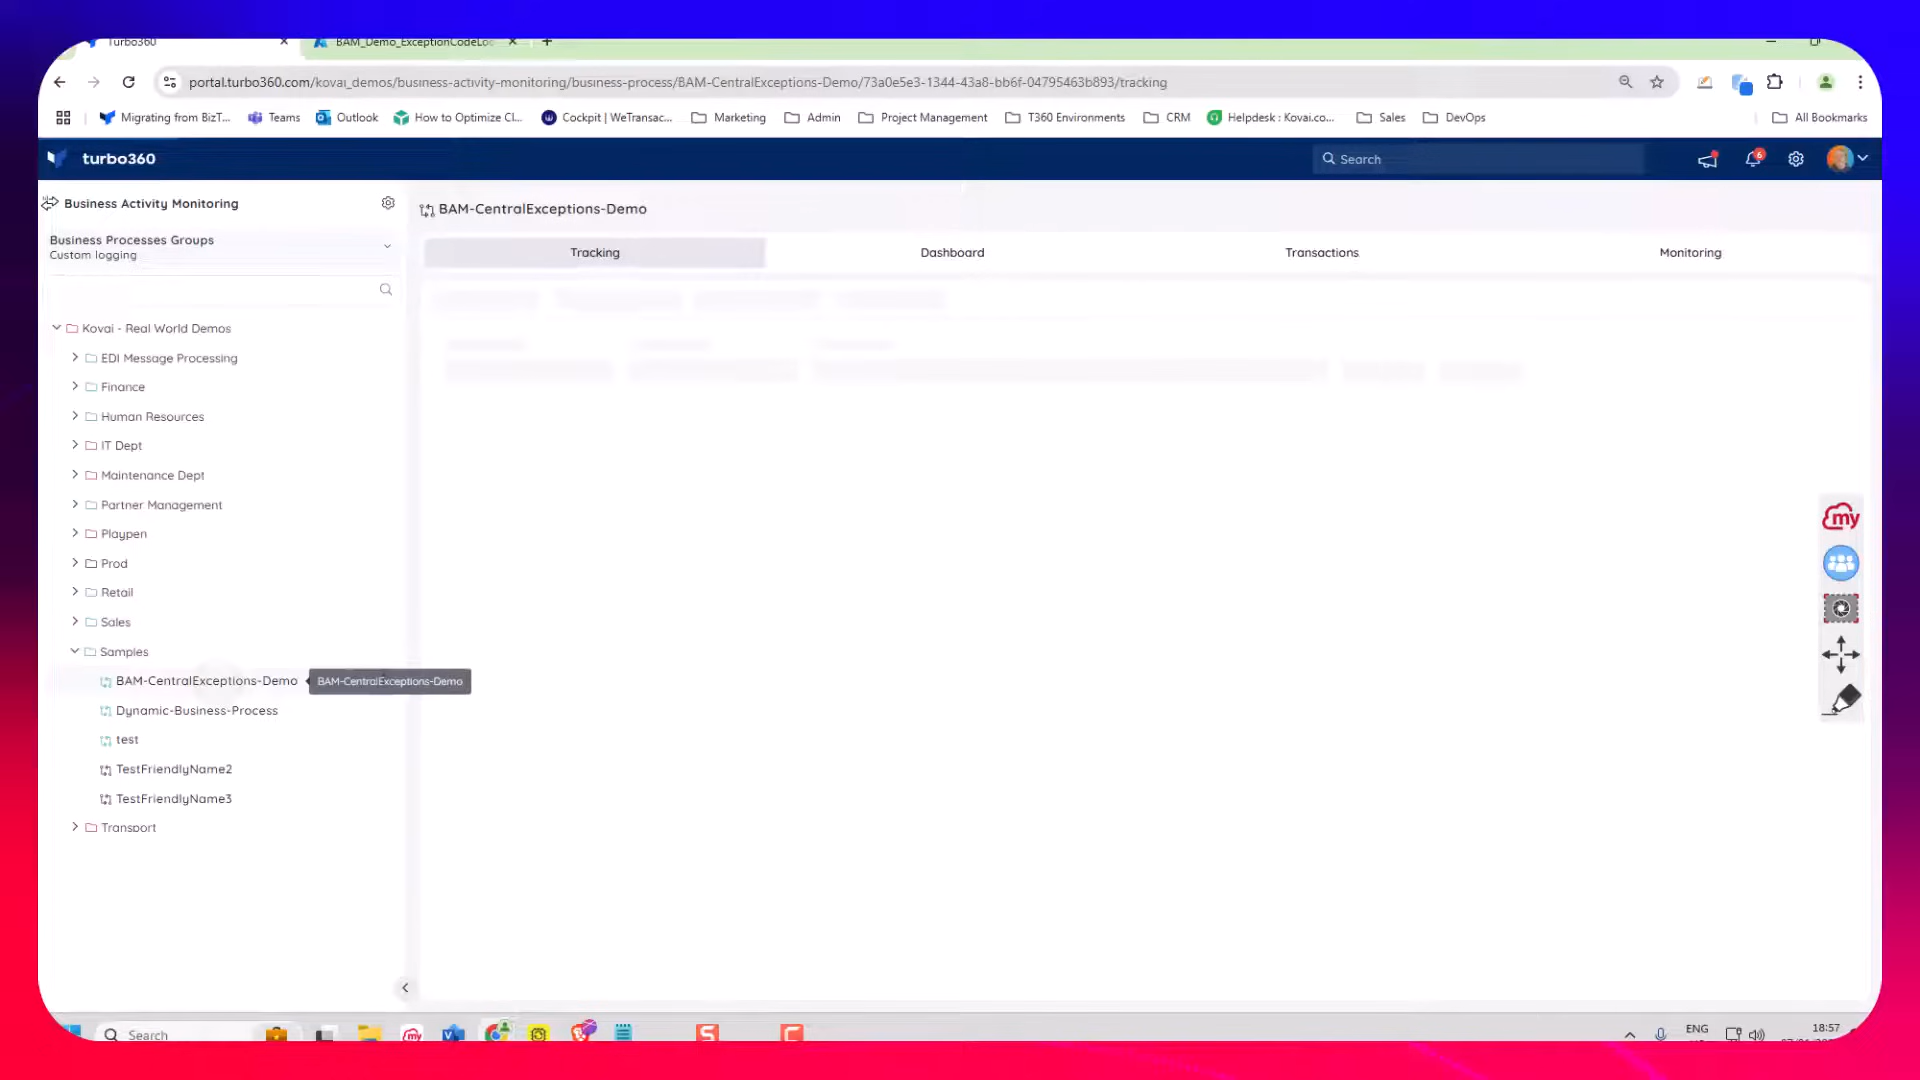 Turbo360
BAM_Demo_ExceptionCodeLoo
portal.turbo360.com/kovai_demos/business-activity-monitoring/business-process/BAM-CentralExceptions-Demo/73a0e5e3-1344-43a8-bb6f-04795463b893/tracking
Migrating from BizT... Teams Outlook How to Optimize Cl... Cockpit | WeTransac... Marketing Admin Project Management T360 Environments CRM Helpdesk : Kovai.co... Sales DevOps All Bookmarks
turbo360 Search 6
Business Activity Monitoring
BAM-CentralExceptions-Demo
Business Processes Groups
Custom logging
Tracking Dashboard Transactions Monitoring
Kovai - Real World Demos
EDI Message Processing
Finance
Human Resources
IT Dept
Maintenance Dept
Partner Management
Playpen
Prod
Retail
Sales
Samples
BAM-CentralExceptions-Demo BAM-CentralExceptions-Demo
Dynamic-Business-Process
test
TestFriendlyName2
TestFriendlyName3
Transport
my
Search my ENG 18:57